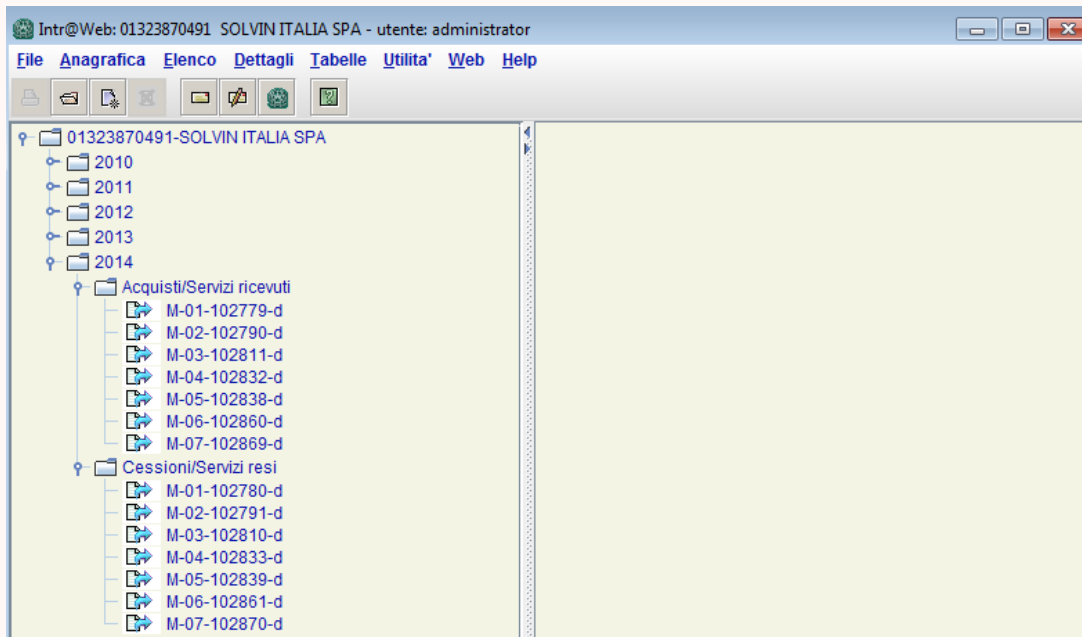 Intr@Web: 01323870491 SOLVIN ITALIA SPA - utente: administrator
File Anagrafica Elenco Dettagli Tabelle Utilita' Web Help
01323870491-SOLVIN ITALIA SPA
2010
2011
2012
2013
2014
Acquisti/Servizi ricevuti
M-01-102779-d
M-02-102790-d
M-03-102811-d
M-04-102832-d
M-05-102838-d
M-06-102860-d
M-07-102869-d
Cessioni/Servizi resi
M-01-102780-d
M-02-102791-d
M-03-102810-d
M-04-102833-d
M-05-102839-d
M-06-102861-d
M-07-102870-d